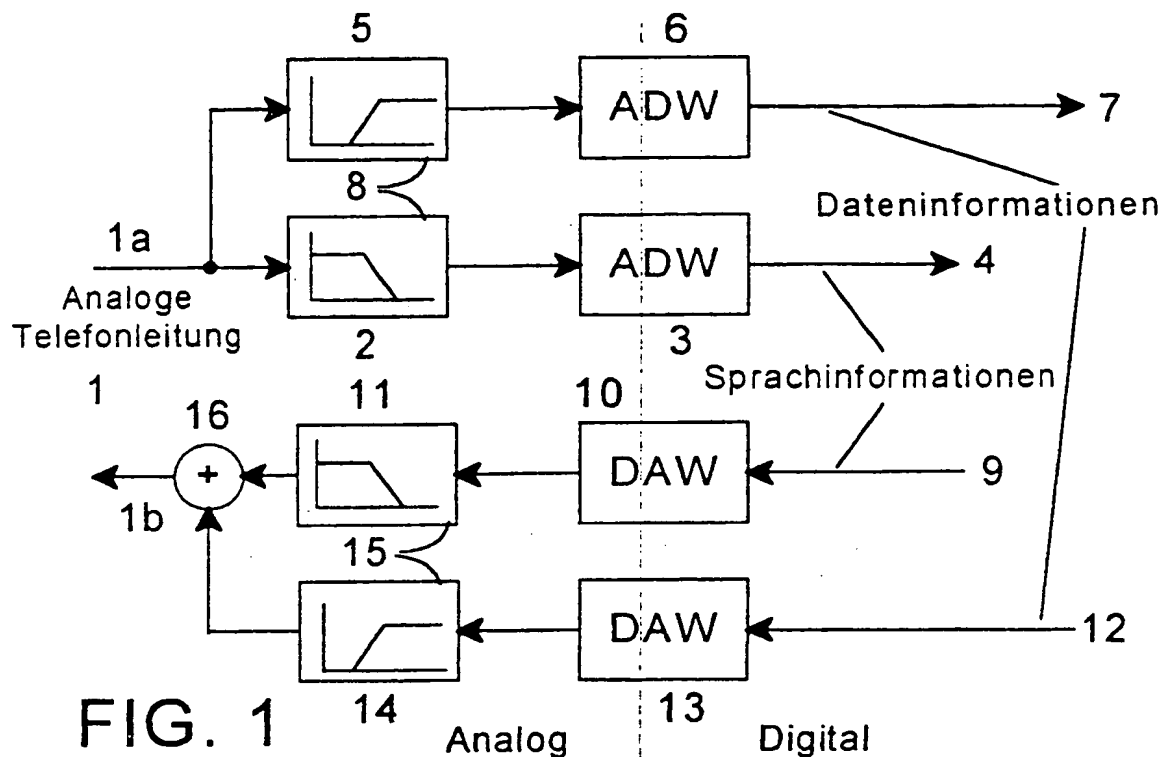 5
6
ADW
7
8
Dateninformationen
1a
ADW
4
Analoge
Telefonleitung
2
3
Sprachinformationen
1
16
11
10
+
DAW
9
1b
15
DAW
12
14
13
FIG. 1
Analog
Digital